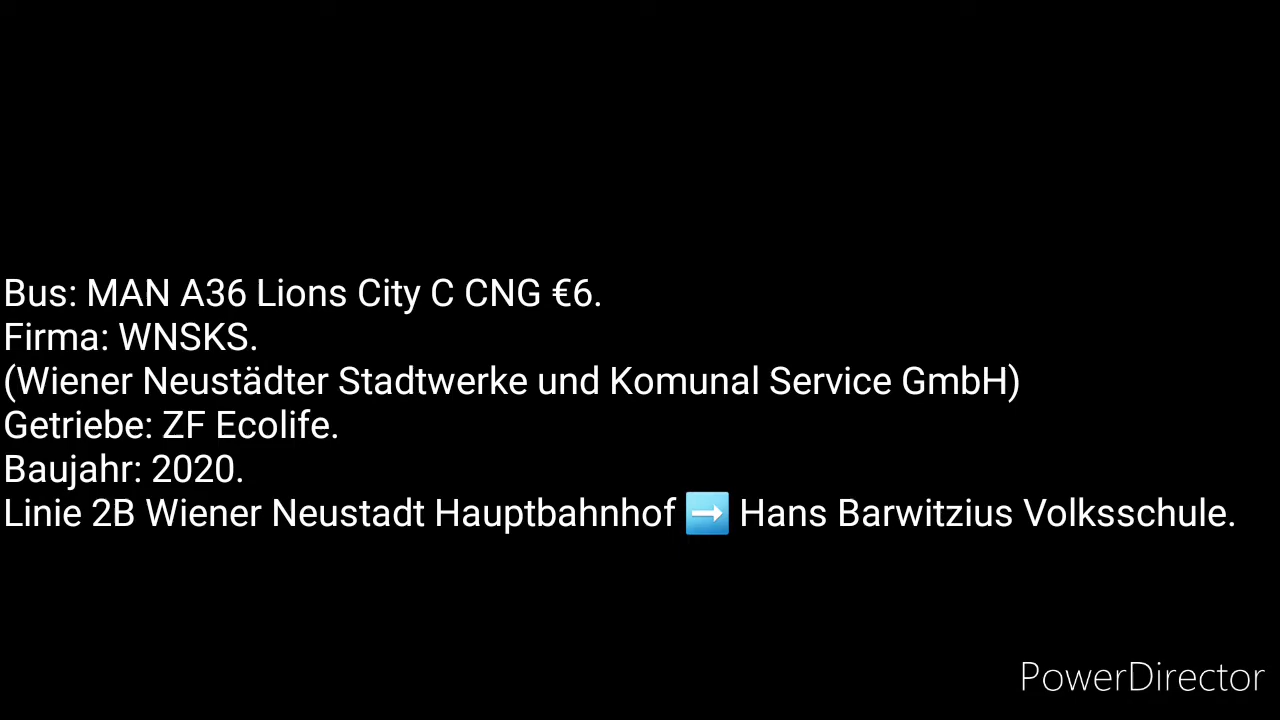 Bus: MAN A36 Lions City C CNG €6.
Firma: WNSKS.
(Wiener Neustädter Stadtwerke und Komunal Service GmbH)
Getriebe: ZF Ecolife.
Baujahr: 2020.
Linie 2B Wiener Neustadt Hauptbahnhof ➡️ Hans Barwitzius Volksschule.
PowerDirector